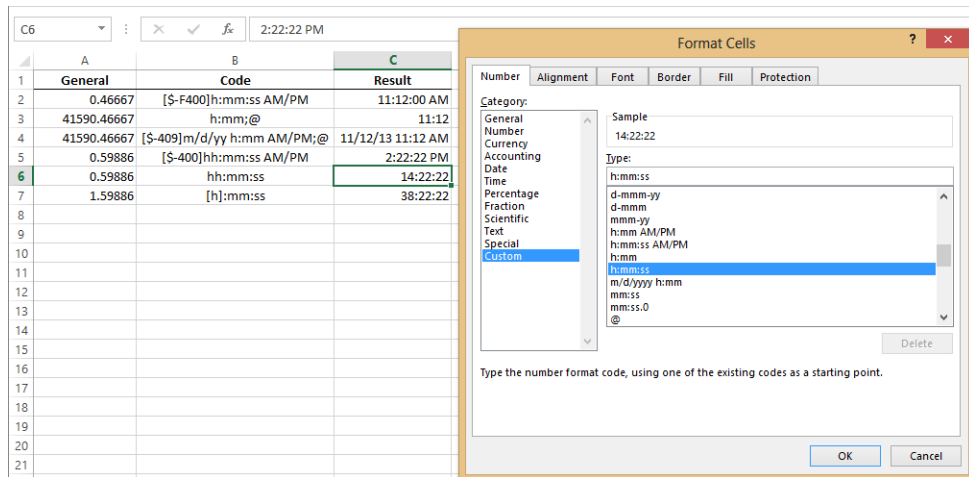 C6 fx 2:22:22 PM
A B C
1 General Code Result
2 0.46667 [$-F400]h:mm:ss AM/PM 11:12:00 AM
3 41590.46667 h:mm;@ 11:12
4 41590.46667 [$-409]m/d/yy h:mm AM/PM;@ 11/12/13 11:12 AM
5 0.59886 [$-400]hh:mm:ss AM/PM 2:22:22 PM
6 0.59886 hh:mm:ss 14:22:22
7 1.59886 [h]:mm:ss 38:22:22
8
9
10
11
12
13
14
15
16
17
18
19
20
21
Format Cells ?
Number Alignment Font Border Fill Protection
Category:
General
Number
Currency
Accounting
Date
Time
Percentage
Fraction
Scientific
Text
Special
Custom
Sample
14:22:22
Type:
h:mm:ss
d-mmm-yy
d-mmm
mmm-yy
h:mm AM/PM
h:mm:ss AM/PM
h:mm
h:mm:ss
m/d/yyyy h:mm
mm:ss
mm:ss.0
@
Delete
Type the number format code, using one of the existing codes as a starting point.
OK Cancel